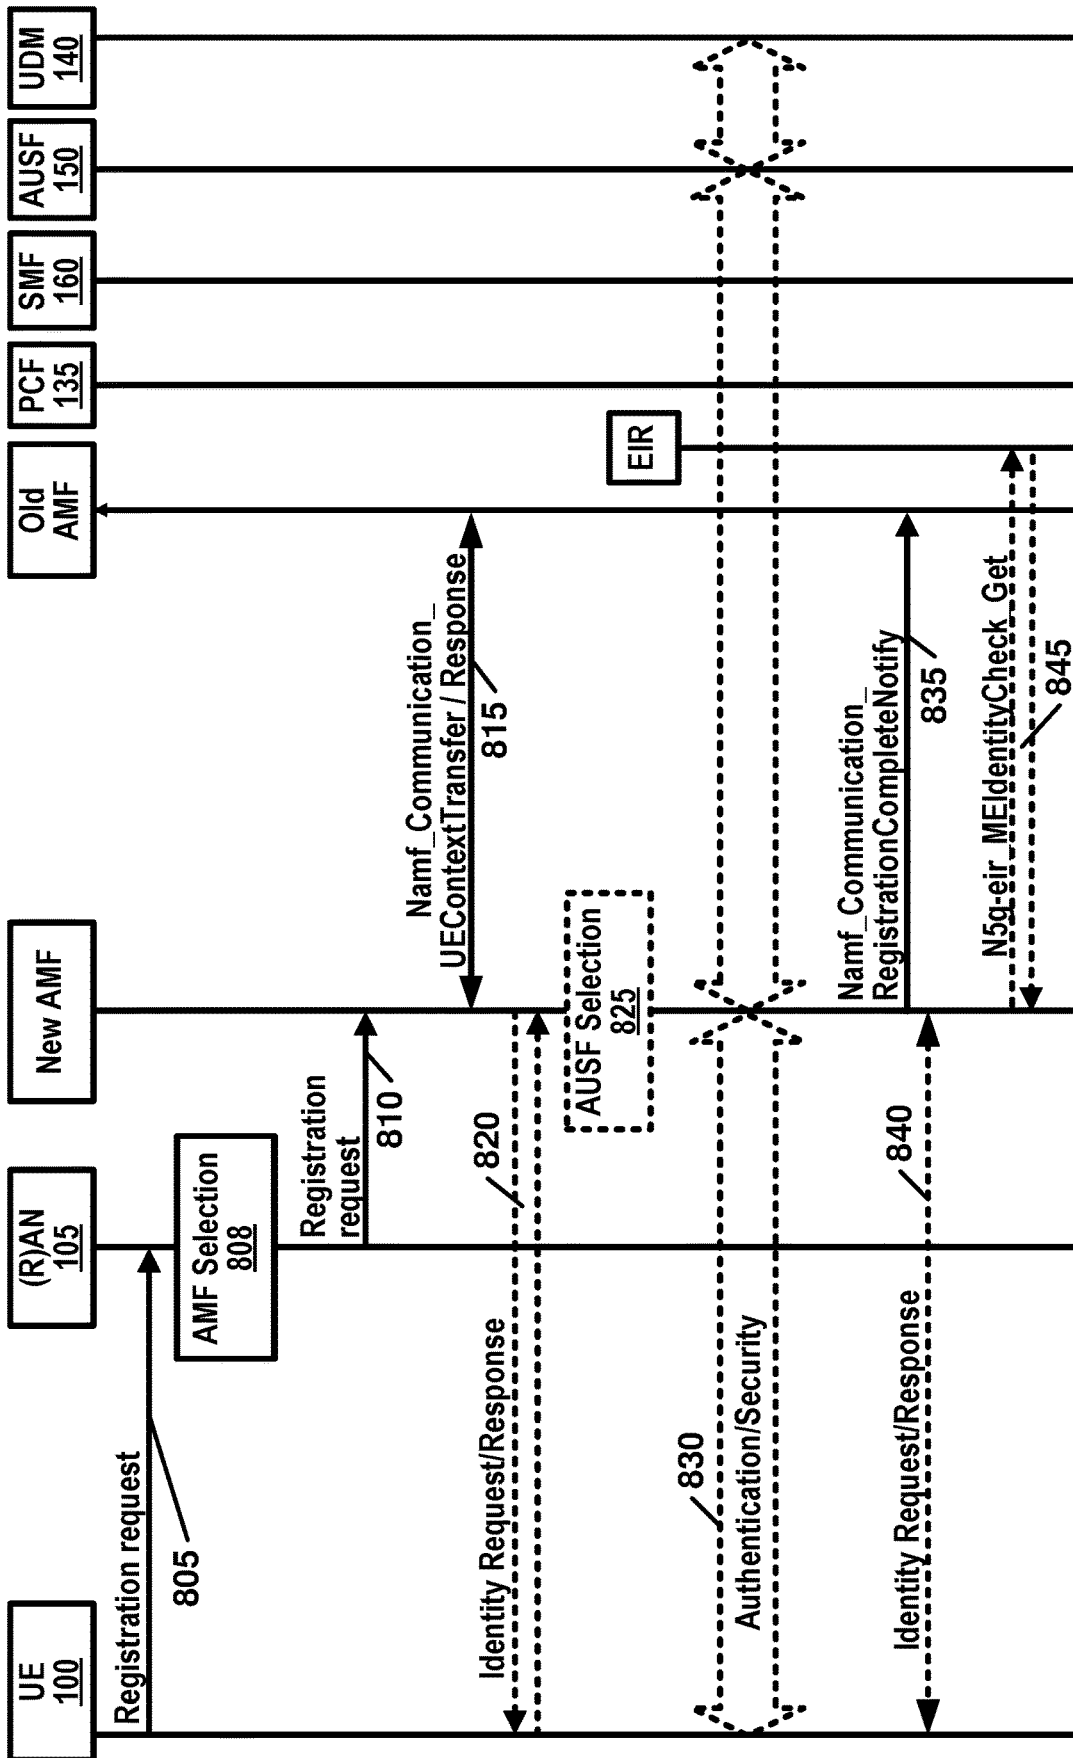 UE
100
(R)AN
105
New AMF
Old
AMF
PCF
135
SMF
160
AUSF
150
UDM
140
Registration request
805
AMF Selection
808
Registration
request
810
Namf_Communication_
UEContextTransfer / Response
815
Identity Request/Response
820
AUSF Selection
825
EIR
830
Authentication/Security
Namf_Communication_
RegistrationCompleteNotify
835
Identity Request/Response
840
N5g-eir_MEIdentityCheck_Get
845